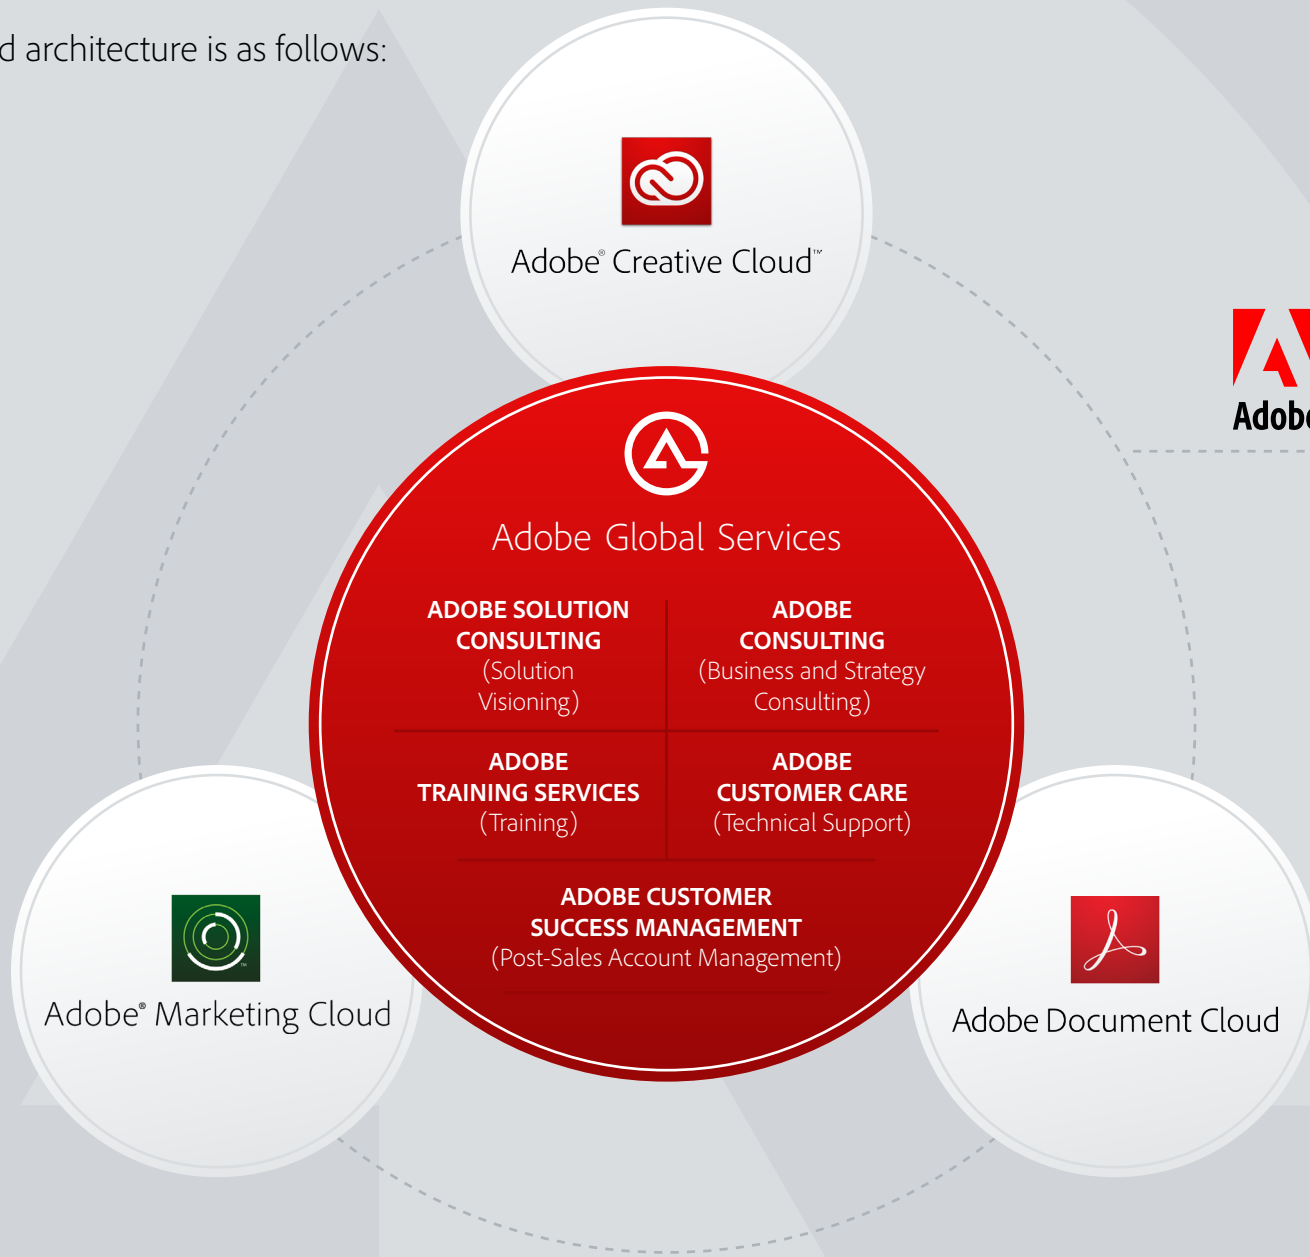 d architecture is as follows:
Adobe® Creative Cloud™
Adobe
Adobe Global Services
ADOBE SOLUTION
CONSULTING
(Solution
Visioning)
ADOBE
CONSULTING
(Business and Strategy
Consulting)
ADOBE
TRAINING SERVICES
(Training)
ADOBE
CUSTOMER CARE
(Technical Support)
ADOBE CUSTOMER
SUCCESS MANAGEMENT
(Post-Sales Account Management)
Adobe® Marketing Cloud
Adobe Document Cloud